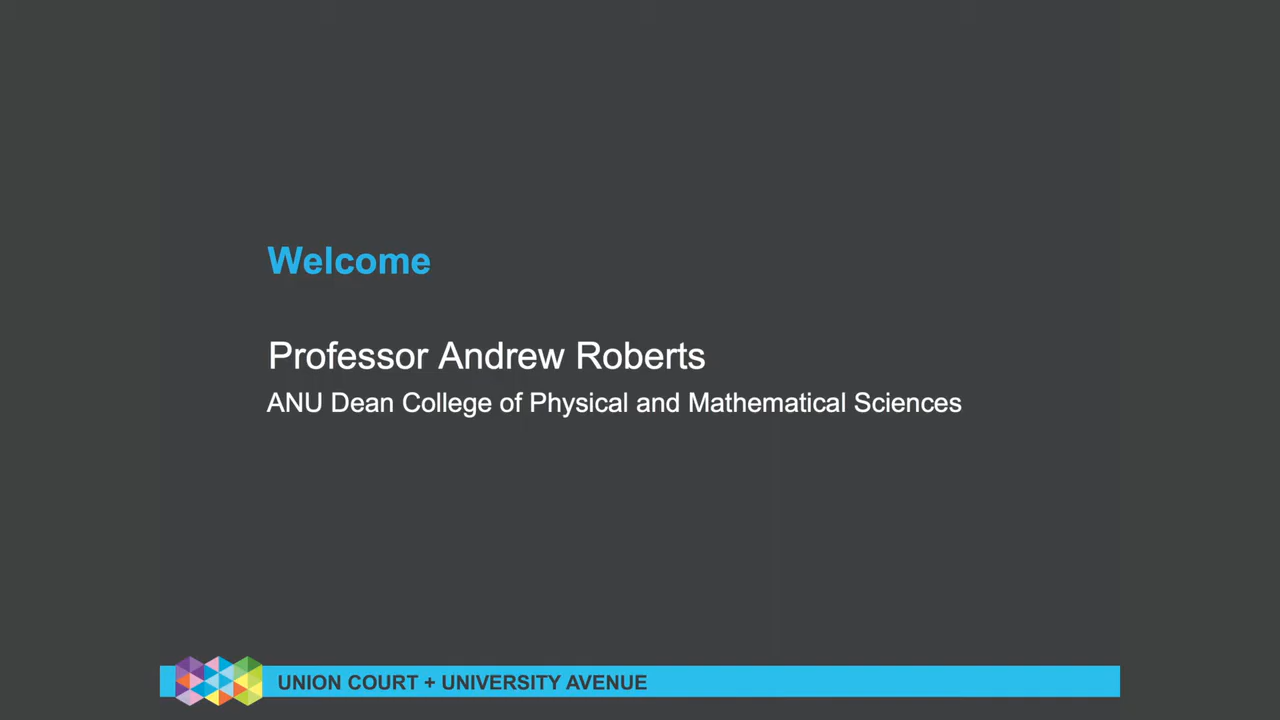 Welcome
Professor Andrew Roberts
ANU Dean College of Physical and Mathematical Sciences
UNION COURT + UNIVERSITY AVENUE